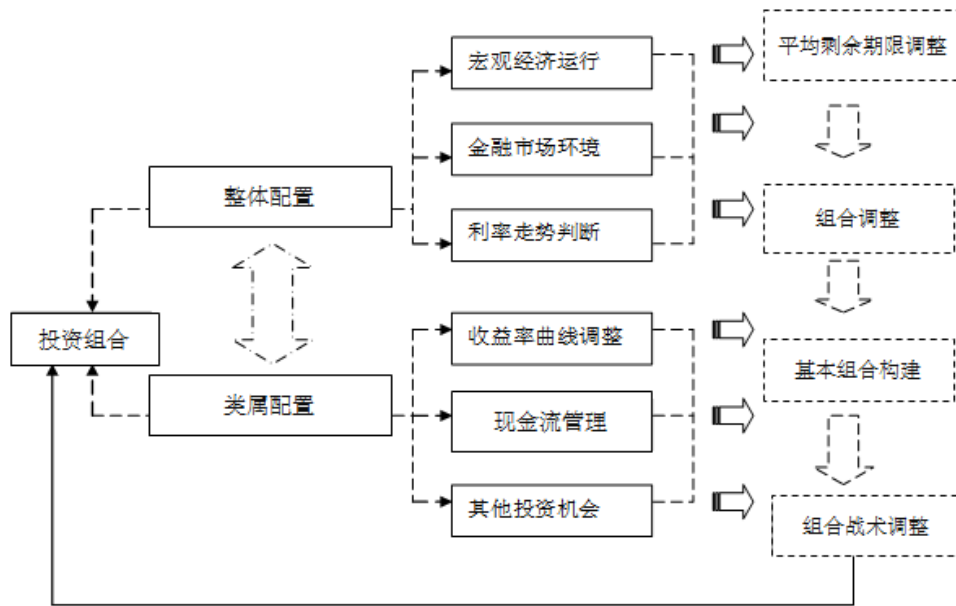 宏观经济运行
平均剩余期限调整
金融市场环境
整体配置
利率走势判断
组合调整
投资组合
收益率曲线调整
基本组合构建
类属配置
现金流管理
其他投资机会
组合战术调整